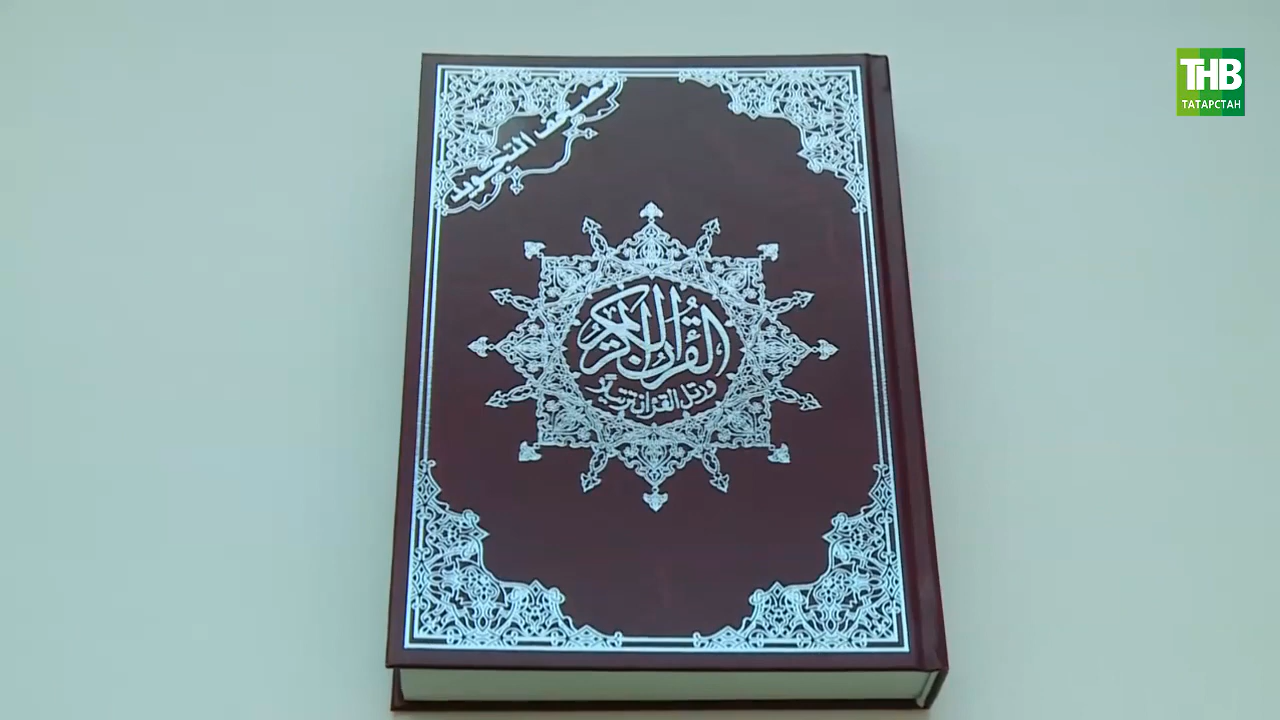 مصحف التجويد
القرآن الكريم
ورتل القرآن ترتيلا
ТНВ
ТАТАРСТАН